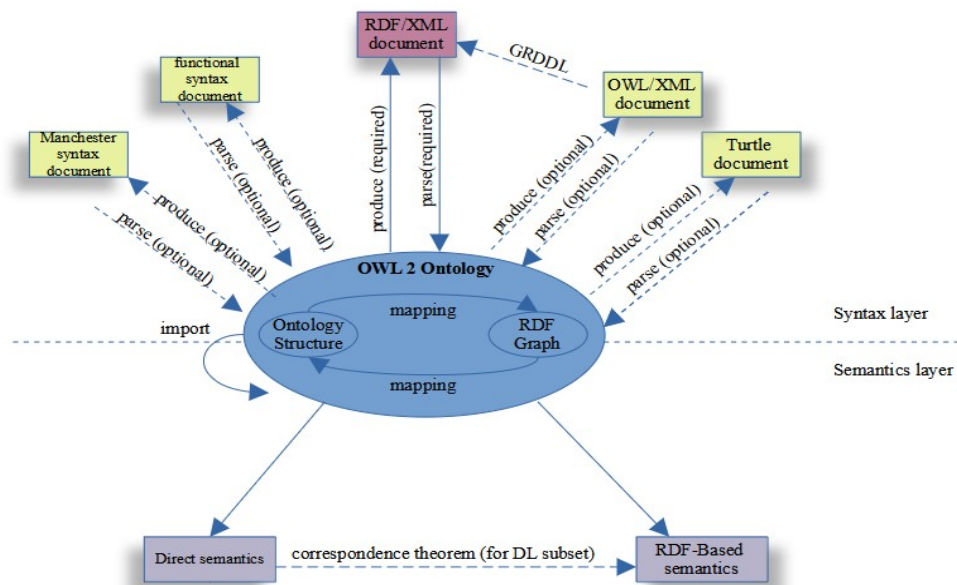 RDF/XML
document
GRDDL
functional
syntax
document
OWL/XML
document
Manchester
syntax
document
Turtle
document
parse (optional)
produce (optional)
parse (optional)
produce (optional)
produce (required)
parse(required)
produce (optional)
parse (optional)
produce (optional)
parse (optional)
OWL 2 Ontology
mapping
Ontology
Structure
RDF
Graph
mapping
import
Syntax layer
Semantics layer
Direct semantics
correspondence theorem (for DL subset)
RDF-Based
semantics